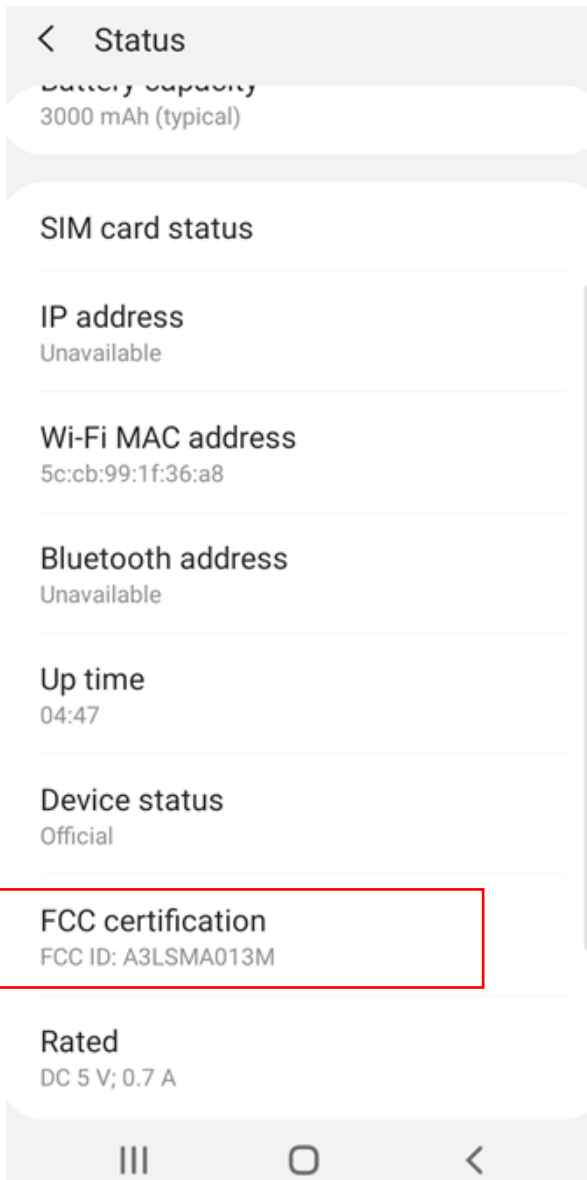 Status
Battery capacity
3000 mAh (typical)
SIM card status
IP address
Unavailable
Wi-Fi MAC address
5c:cb:99:1f:36:a8
Bluetooth address
Unavailable
Up time
04:47
Device status
Official
FCC certification
FCC ID: A3LSMA013M
Rated
DC 5 V; 0.7 A